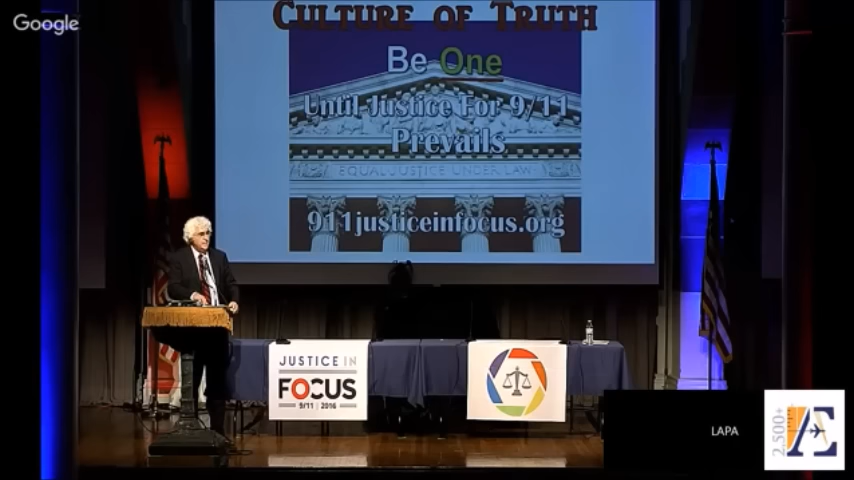 Google
CULTURE OF TRUTH
Be One
Until Justice For 9/11
Prevails
EQUAL JUSTICE UNDER LAW
911justiceinfocus.org
JUSTICE IN
FOCUS
9/11 | 2016
LAPA
2,500+
AE